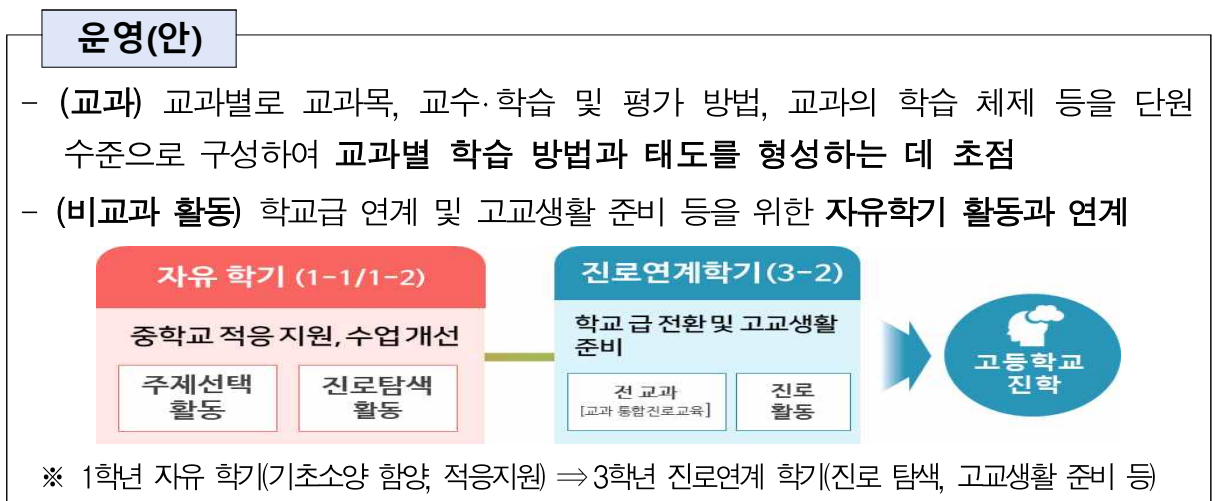 운영(안)
- (교과) 교과별로 교과목, 교수·학습 및 평가 방법, 교과의 학습 체제 등을 단원
수준으로 구성하여 교과별 학습 방법과 태도를 형성하는 데 초점
- (비교과 활동) 학교급 연계 및 고교생활 준비 등을 위한 자유학기 활동과 연계
자유 학기 (1-1/1-2)
중학교 적응 지원, 수업 개선
주제선택
활동
진로탐색
활동
진로연계학기(3-2)
학교 급 전환 및 고교생활
준비
전 교과
[교과 통합진로교육]
진로
활동
고등학교
진학
※ 1학년 자유 학기(기초소양 함양, 적응지원) ⇒ 3학년 진로연계 학기(진로 탐색, 고교생활 준비 등)